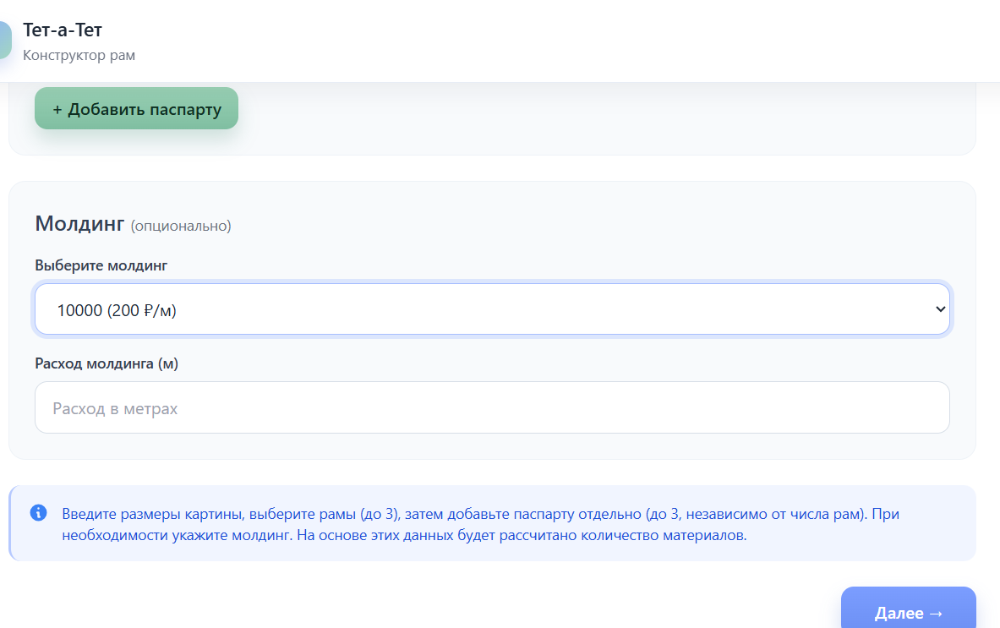 Тет-а-Тет
Конструктор рам
+ Добавить паспарту
Молдинг (опционально)
Выберите молдинг
10000 (200 ₽/м)
Расход молдинга (м)
Расход в метрах
Введите размеры картины, выберите рамы (до 3), затем добавьте паспарту отдельно (до 3, независимо от числа рам). При
необходимости укажите молдинг. На основе этих данных будет рассчитано количество материалов.
Далее →